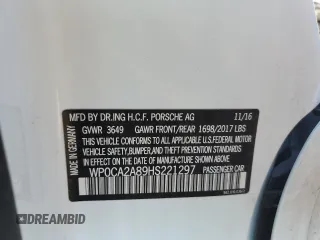 MFD BY DR.ING H.C.F. PORSCHE AG 11/16
GVWR 3649 GAWR FRONT/REAR 1698/2017 LBS
THIS VEHICLE CONFORMS TO ALL APPLICABLE
FEDERAL MOTOR VEHICLE SAFETY, BUMPER,
AND THEFT PREVENTION STANDARDS IN EFFECT
ON THE DATE OF MANUFACTURE SHOWN ABOVE.
WP0CA2A89HS221297 PASSENGER CAR
MADE IN GERMANY
DREAMBID